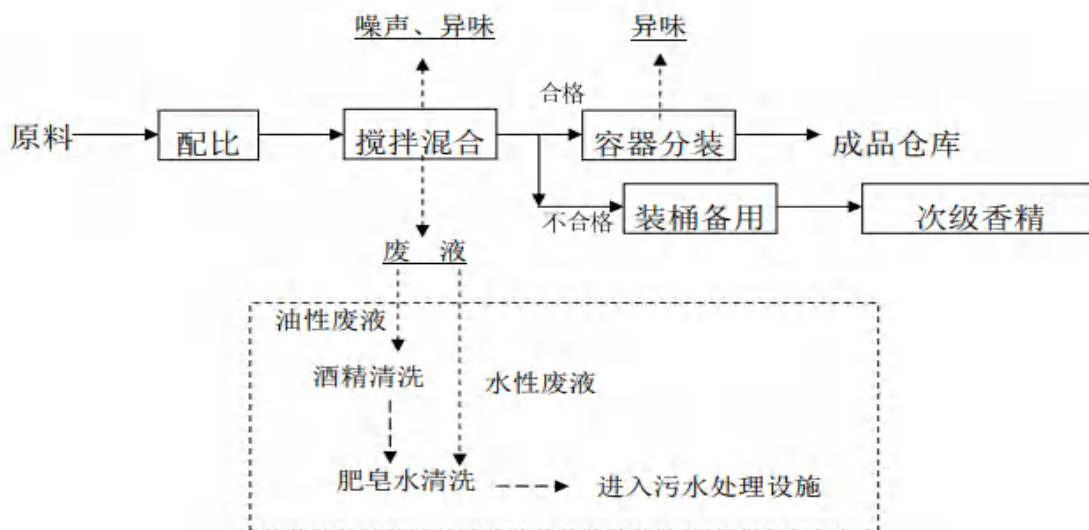 噪声、异味
异味
合格
原料
配比
搅拌混合
容器分装
成品仓库
不合格
装桶备用
次级香精
废 液
油性废液
酒精清洗
水性废液
肥皂水清洗
进入污水处理设施